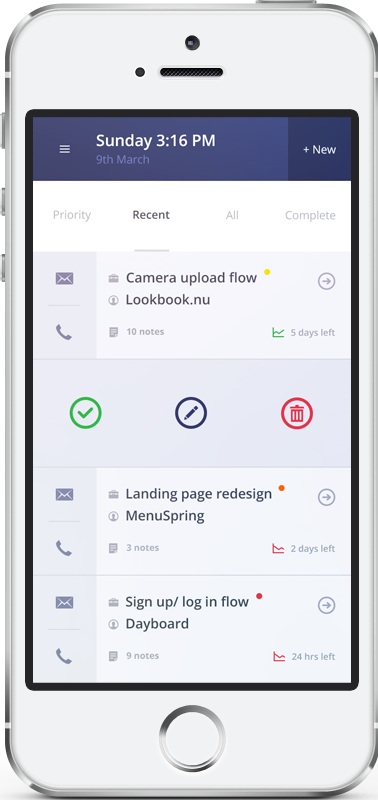 Sunday 3:16 PM
9th March
+ New
Priority Recent All Complete
Camera upload flow
Lookbook.nu
10 notes 5 days left
Landing page redesign
MenuSpring
3 notes 2 days left
Sign up/ log in flow
Dayboard
9 notes 24 hrs left